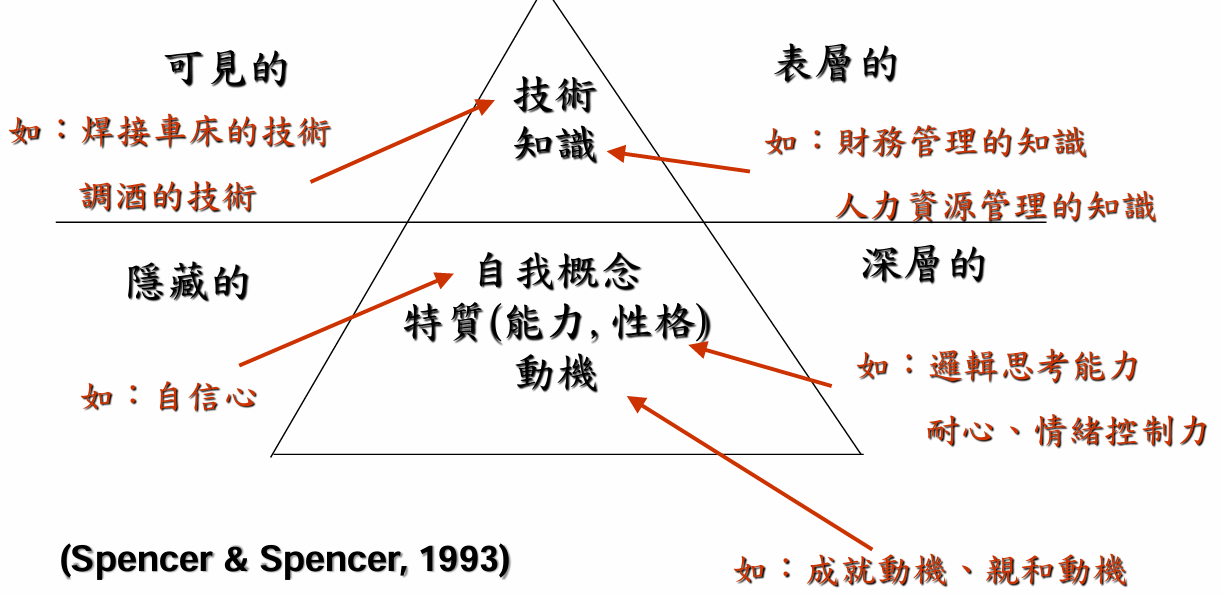 可見的
表層的
技術
知識
如：焊接車床的技術
調酒的技術
如：財務管理的知識
人力資源管理的知識
隱藏的
深層的
自我概念
特質(能力, 性格)
動機
如：自信心
如：邏輯思考能力
耐心、情緒控制力
(Spencer & Spencer, 1993)
如：成就動機、親和動機